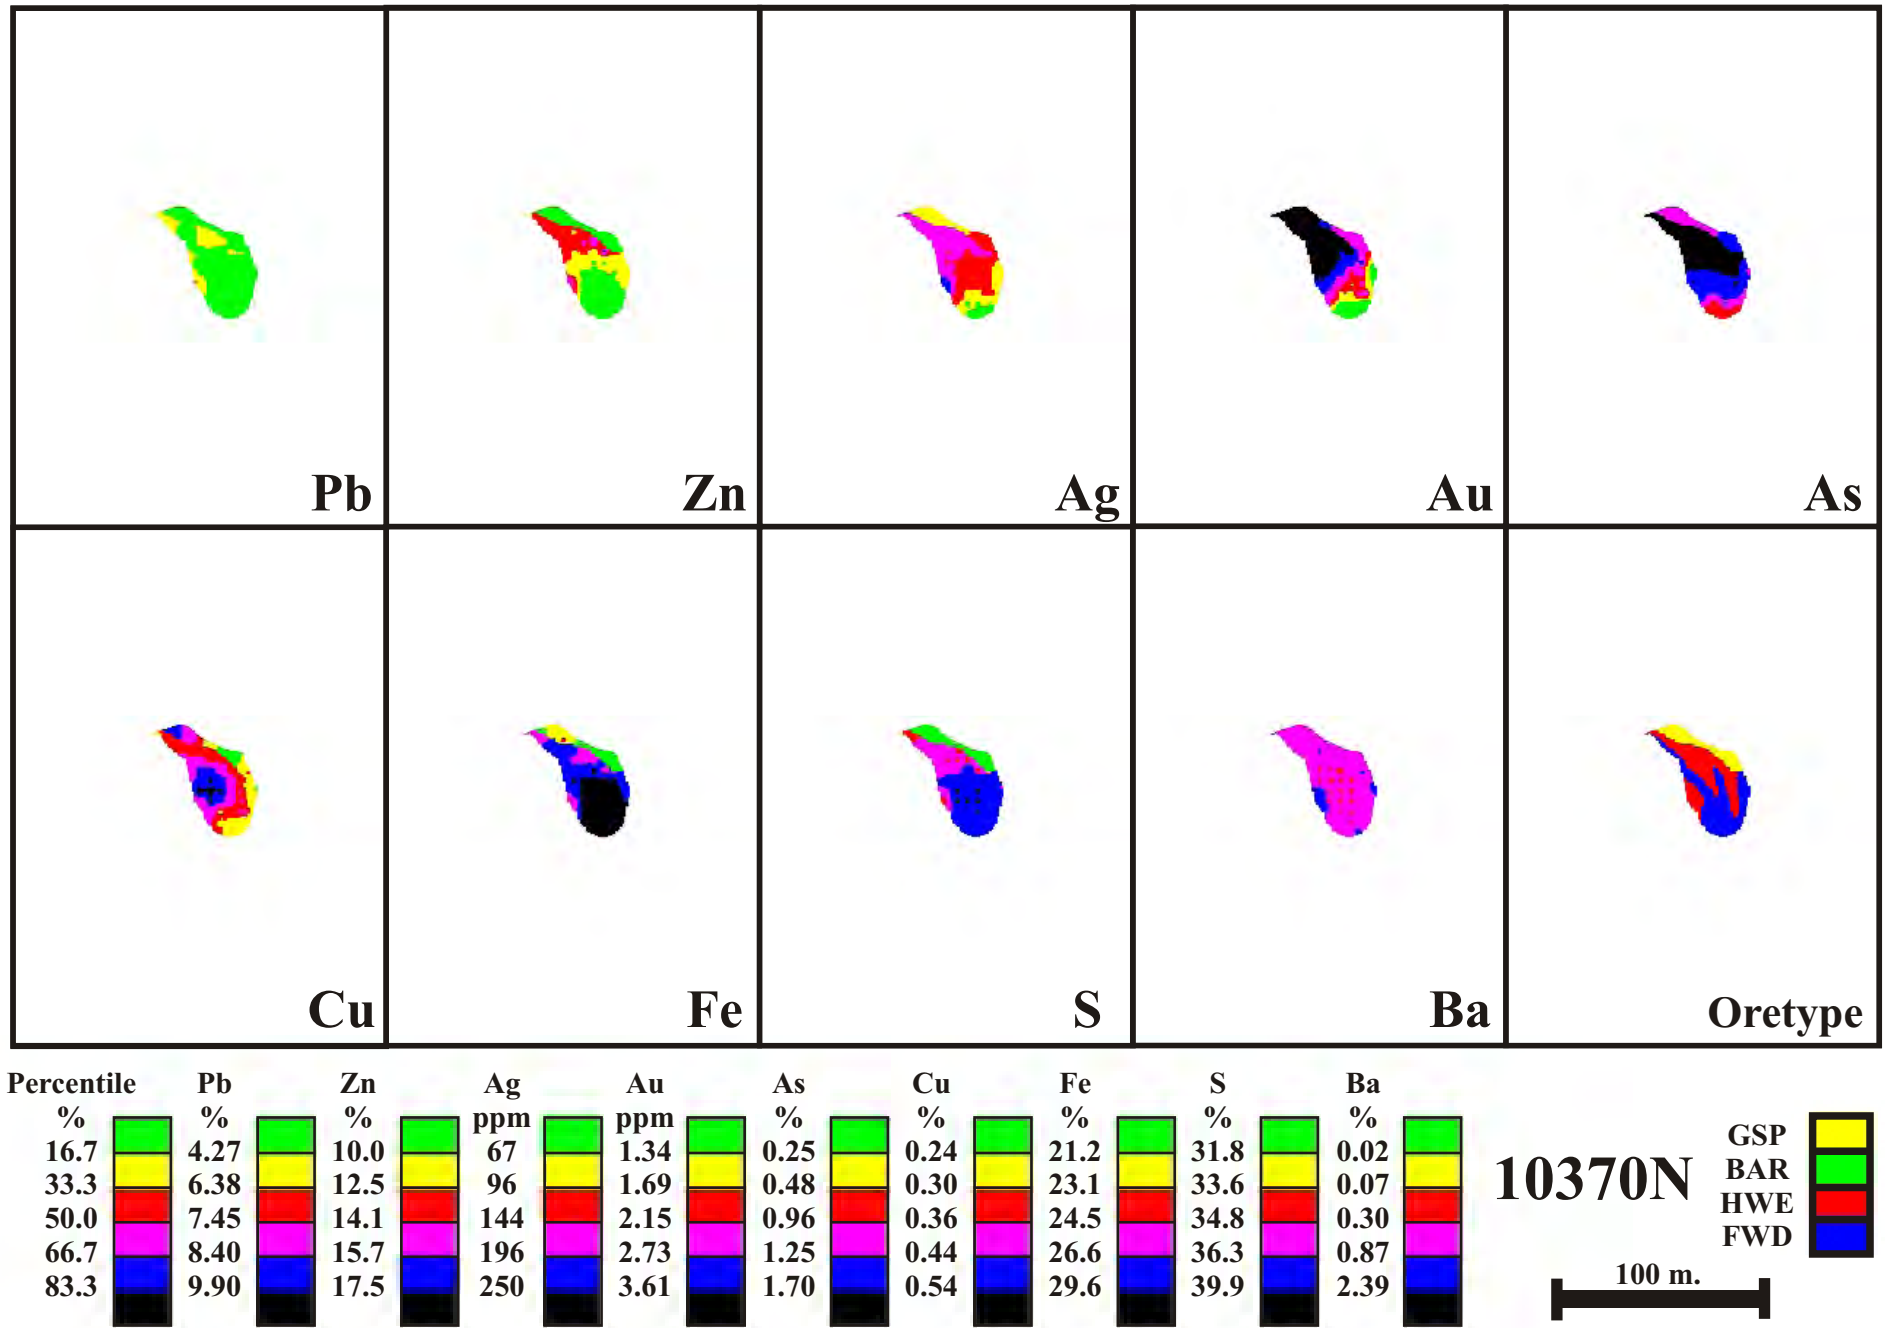 Pb Zn Ag Au As
Cu Fe S Ba Oretype
Percentile Pb Zn Ag Au As Cu Fe S Ba
% % % ppm ppm % % % % %
16.7 4.27 10.0 67 1.34 0.25 0.24 21.2 31.8 0.02
33.3 6.38 12.5 96 1.69 0.48 0.30 23.1 33.6 0.07
50.0 7.45 14.1 144 2.15 0.96 0.36 24.5 34.8 0.30
66.7 8.40 15.7 196 2.73 1.25 0.44 26.6 36.3 0.87
83.3 9.90 17.5 250 3.61 1.70 0.54 29.6 39.9 2.39
10370N
GSP
BAR
HWE
FWD
100 m.